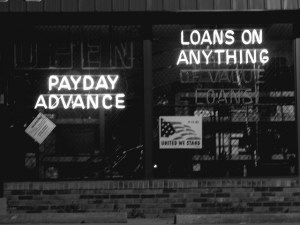 OPEN
PAYDAY
ADVANCE
LOANS ON
ANYTHING
OF VALUE
LOANS
UNITED WE STAND